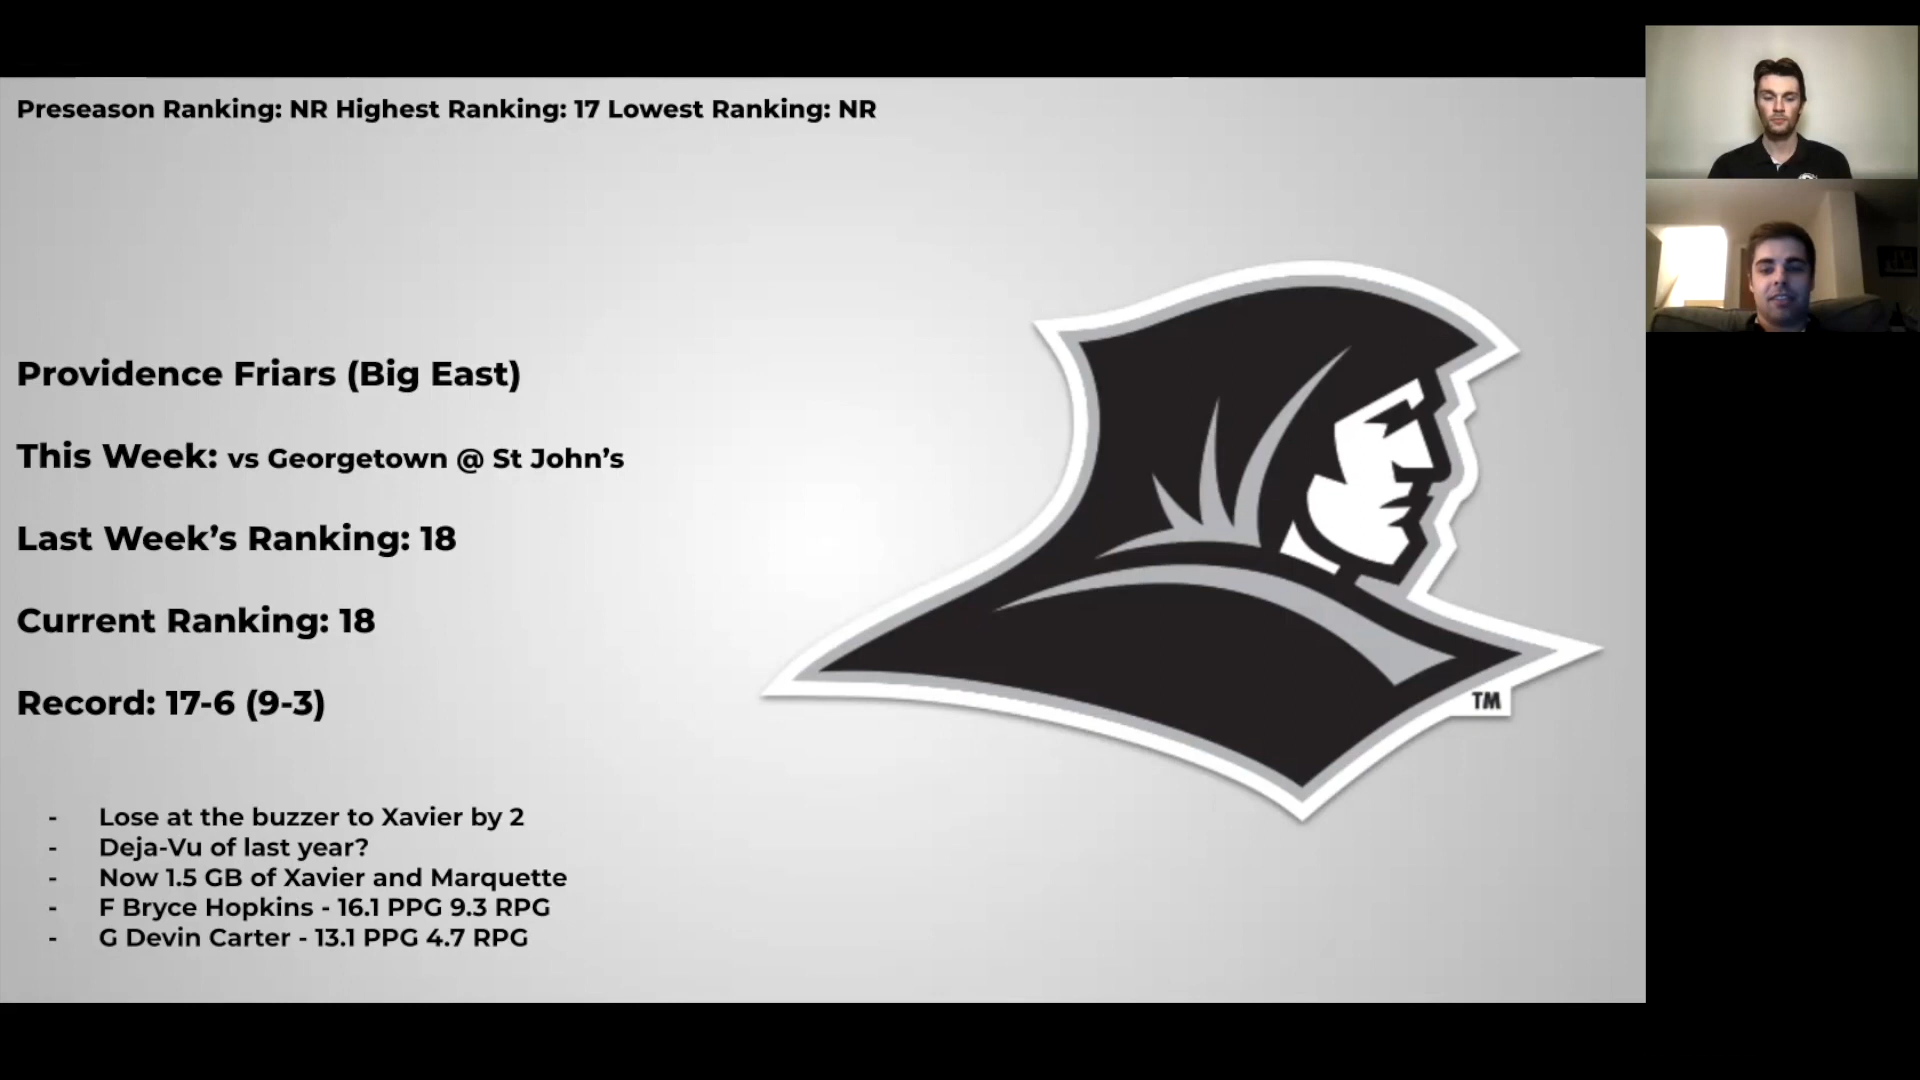 Preseason Ranking: NR Highest Ranking: 17 Lowest Ranking: NR
Providence Friars (Big East)
This Week: vs Georgetown @ St John’s
Last Week’s Ranking: 18
Current Ranking: 18
Record: 17-6 (9-3)
- Lose at the buzzer to Xavier by 2
- Deja-Vu of last year?
- Now 1.5 GB of Xavier and Marquette
- F Bryce Hopkins - 16.1 PPG 9.3 RPG
- G Devin Carter - 13.1 PPG 4.7 RPG
TM